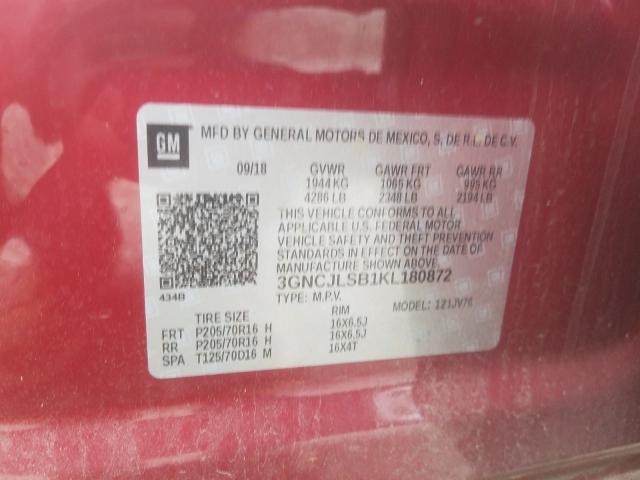 GM MFD BY GENERAL MOTORS DE MEXICO, S. DE R.L. DE C.V.
09/18 GVWR GAWR FRT GAWR RR
1944 KG 1065 KG 995 KG
4286 LB 2348 LB 2194 LB
THIS VEHICLE CONFORMS TO ALL
APPLICABLE U.S. FEDERAL MOTOR
VEHICLE SAFETY AND THEFT PREVENTION
STANDARDS IN EFFECT ON THE DATE OF
MANUFACTURE SHOWN ABOVE.
434B 3GNCJLSB1KL180872
TYPE: M.P.V. MODEL: 121JV76
TIRE SIZE RIM
FRT P205/70R16 H 16X6.5J
RR P205/70R16 H 16X6.5J
SPA T125/70D16 M 16X4T